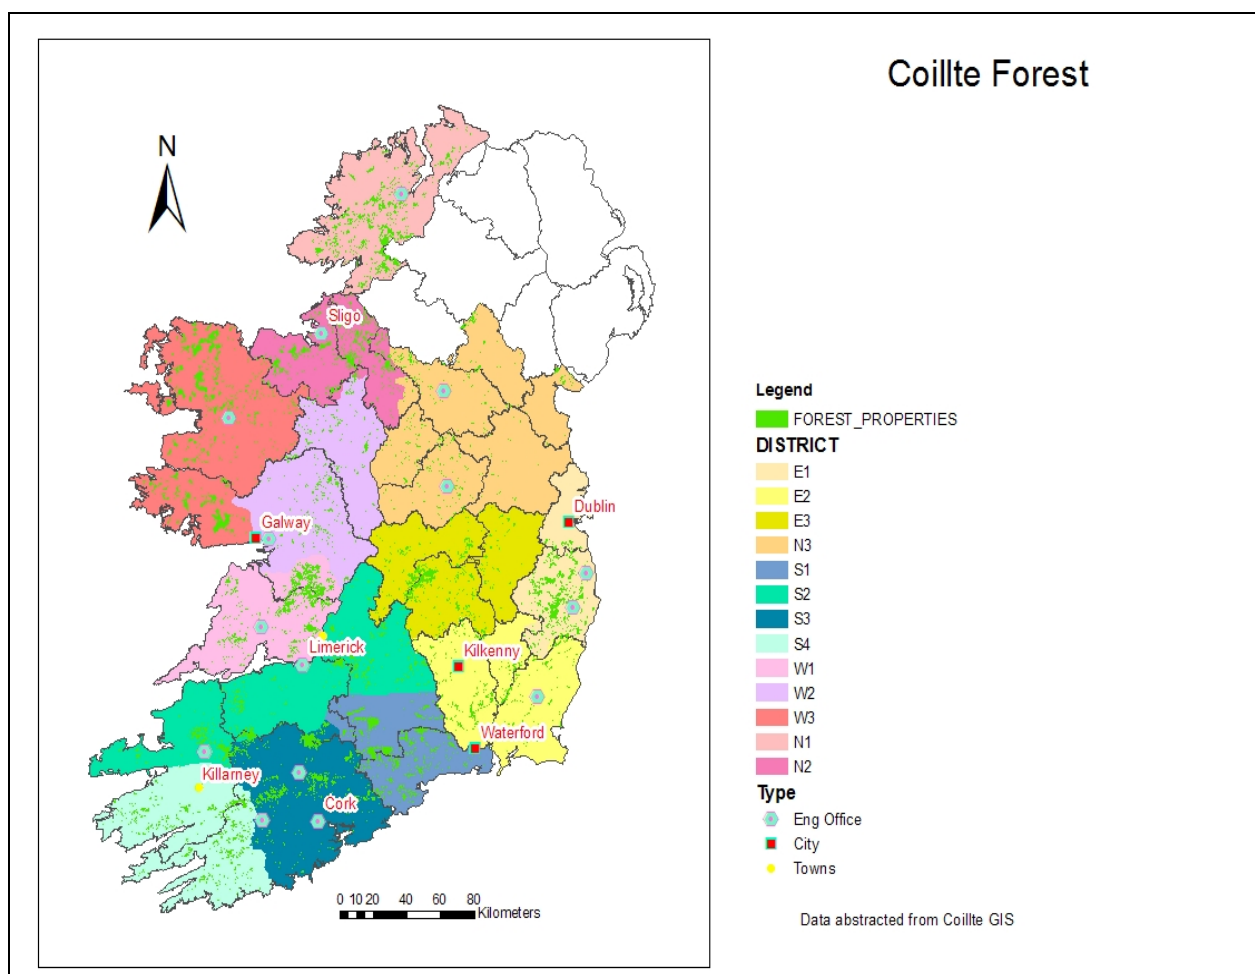 Coillte Forest
N
Sligo
Galway
Dublin
Limerick
Kilkenny
Waterford
Killarney
Cork
0 10 20 40 60 80
Kilometers
Legend
FOREST_PROPERTIES
DISTRICT
E1
E2
E3
N3
S1
S2
S3
S4
W1
W2
W3
N1
N2
Type
Eng Office
City
Towns
Data abstracted from Coillte GIS